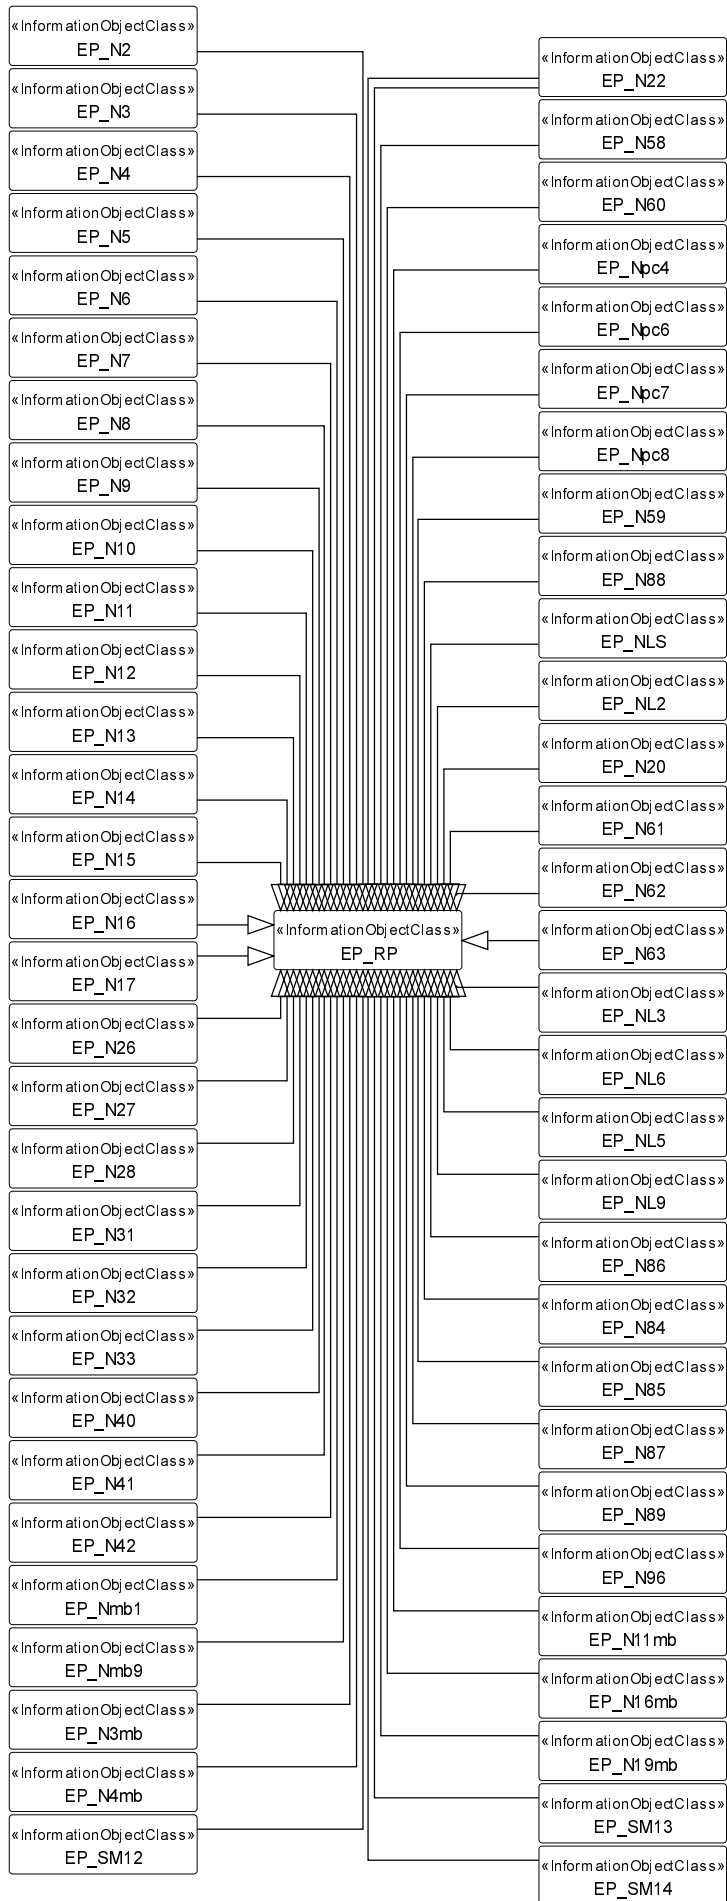 «InformationObjectClass»
EP_N2
«InformationObjectClass»
EP_N3
«InformationObjectClass»
EP_N4
«InformationObjectClass»
EP_N5
«InformationObjectClass»
EP_N6
«InformationObjectClass»
EP_N7
«InformationObjectClass»
EP_N8
«InformationObjectClass»
EP_N9
«InformationObjectClass»
EP_N10
«InformationObjectClass»
EP_N11
«InformationObjectClass»
EP_N12
«InformationObjectClass»
EP_N13
«InformationObjectClass»
EP_N14
«InformationObjectClass»
EP_N15
«InformationObjectClass»
EP_N16
«InformationObjectClass»
EP_N17
«InformationObjectClass»
EP_N26
«InformationObjectClass»
EP_N27
«InformationObjectClass»
EP_N28
«InformationObjectClass»
EP_N31
«InformationObjectClass»
EP_N32
«InformationObjectClass»
EP_N33
«InformationObjectClass»
EP_N40
«InformationObjectClass»
EP_N41
«InformationObjectClass»
EP_N42
«InformationObjectClass»
EP_Nmb1
«InformationObjectClass»
EP_Nmb9
«InformationObjectClass»
EP_N3mb
«InformationObjectClass»
EP_N4mb
«InformationObjectClass»
EP_SM12
«InformationObjectClass»
EP_RP
«InformationObjectClass»
EP_N22
«InformationObjectClass»
EP_N58
«InformationObjectClass»
EP_N60
«InformationObjectClass»
EP_Npc4
«InformationObjectClass»
EP_Npc6
«InformationObjectClass»
EP_Npc7
«InformationObjectClass»
EP_Npc8
«InformationObjectClass»
EP_N59
«InformationObjectClass»
EP_N88
«InformationObjectClass»
EP_NLS
«InformationObjectClass»
EP_NL2
«InformationObjectClass»
EP_N20
«InformationObjectClass»
EP_N61
«InformationObjectClass»
EP_N62
«InformationObjectClass»
EP_N63
«InformationObjectClass»
EP_NL3
«InformationObjectClass»
EP_NL6
«InformationObjectClass»
EP_NL5
«InformationObjectClass»
EP_NL9
«InformationObjectClass»
EP_N86
«InformationObjectClass»
EP_N84
«InformationObjectClass»
EP_N85
«InformationObjectClass»
EP_N87
«InformationObjectClass»
EP_N89
«InformationObjectClass»
EP_N96
«InformationObjectClass»
EP_N11mb
«InformationObjectClass»
EP_N16mb
«InformationObjectClass»
EP_N19mb
«InformationObjectClass»
EP_SM13
«InformationObjectClass»
EP_SM14